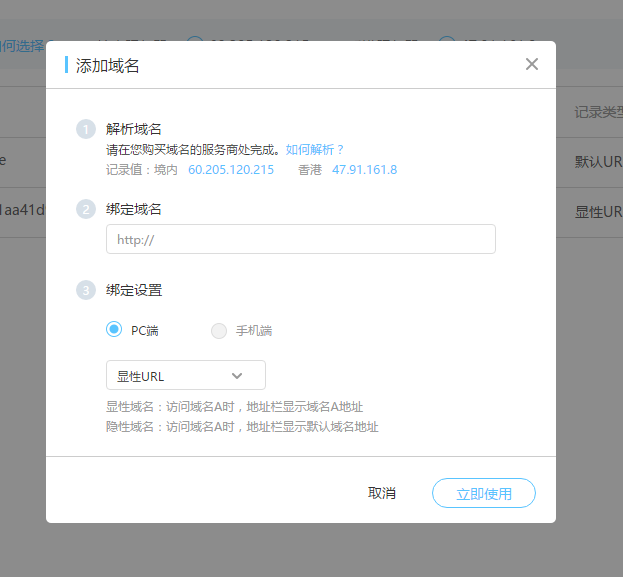 添加域名
1 解析域名
请在您购买域名的服务商处完成。如何解析？
记录值：境内 60.205.120.215 香港 47.91.161.8
2 绑定域名
http://
3 绑定设置
PC端 手机端
显性URL
显性域名：访问域名A时，地址栏显示域名A地址
隐性域名：访问域名A时，地址栏显示默认域名地址
取消 立即使用
何选择
记录类型
e
默认UR
1aa41d
显性UR